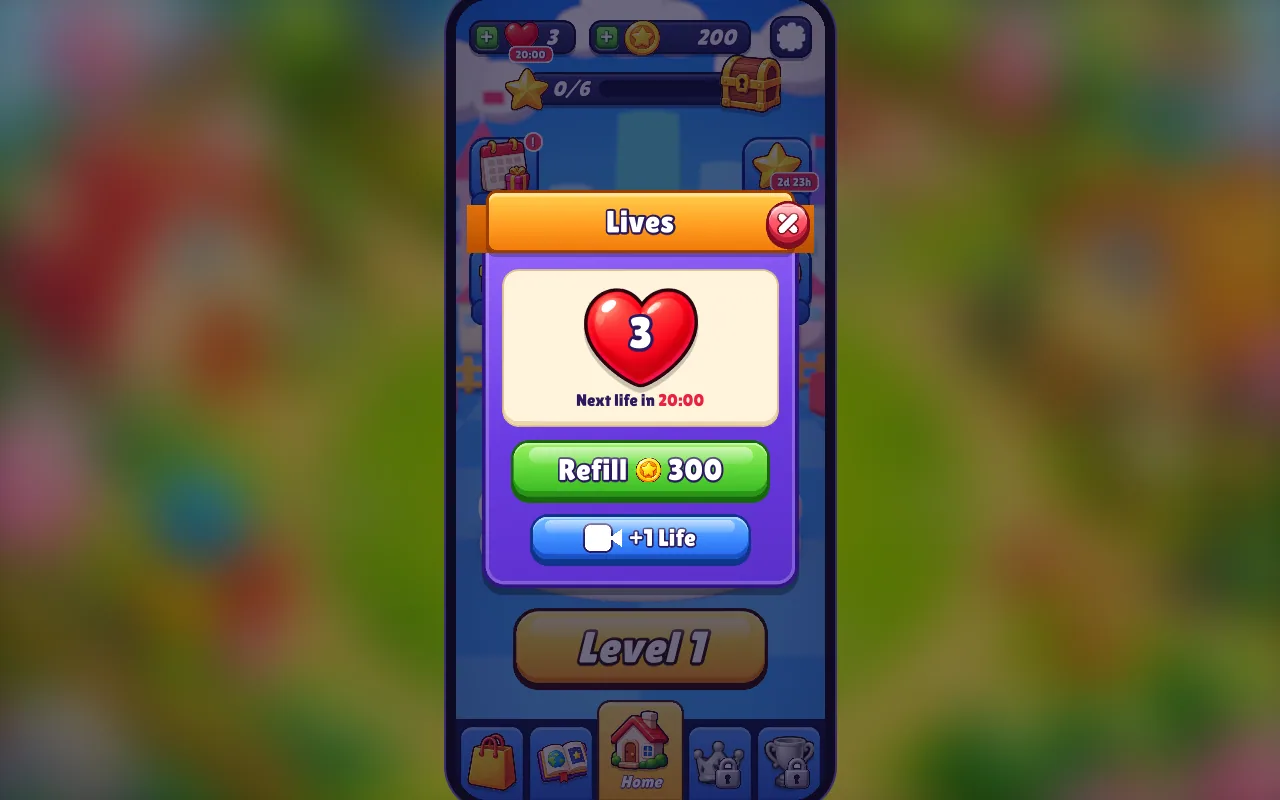 3
200
20:00
0/6
!
2d 23h
Lives
3
Next life in 20:00
Refill 300
+1 Life
Level 1
Home